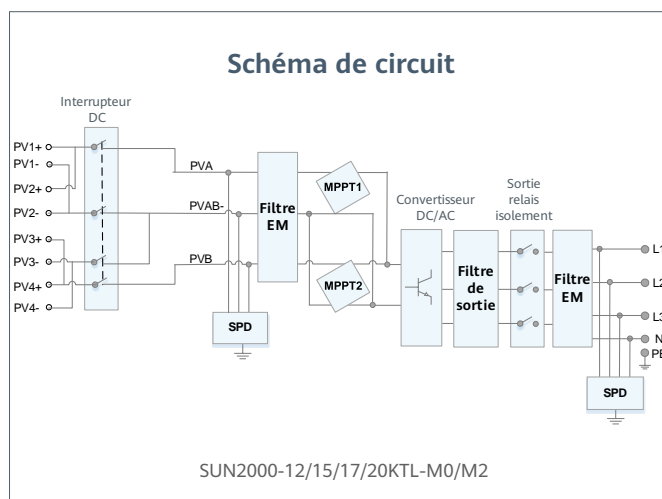 Schéma de circuit
Interrupteur
DC
PV1+
PV1-
PV2+
PV2-
PV3+
PV3-
PV4+
PV4-
PVA
PVAB-
PVB
SPD
Filtre
EM
MPPT1
MPPT2
Convertisseur
DC/AC
Filtre
de
sortie
Sortie
relais
isolement
Filtre
EM
L1
L2
L3
N
PE
SPD
SUN2000-12/15/17/20KTL-M0/M2